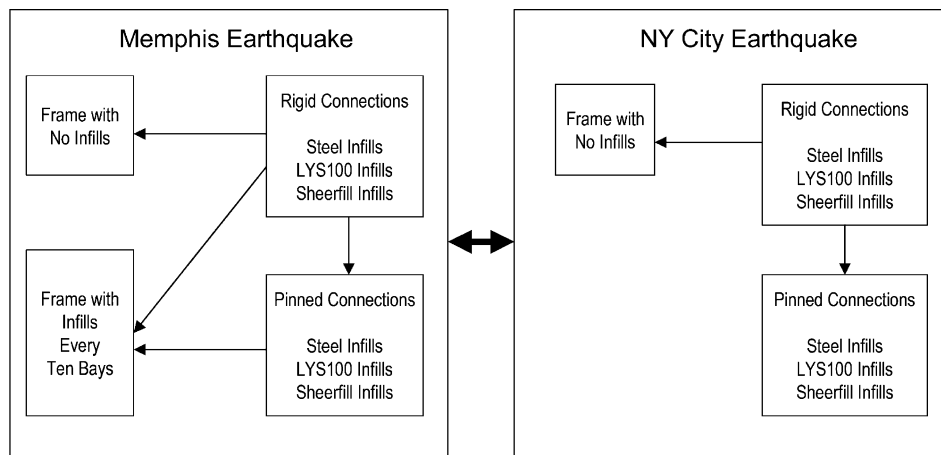 Memphis Earthquake
Frame with
No Infills
Rigid Connections
Steel Infills
LYS100 Infills
Sheerfill Infills
Frame with
Infills
Every
Ten Bays
Pinned Connections
Steel Infills
LYS100 Infills
Sheerfill Infills
NY City Earthquake
Frame with
No Infills
Rigid Connections
Steel Infills
LYS100 Infills
Sheerfill Infills
Pinned Connections
Steel Infills
LYS100 Infills
Sheerfill Infills